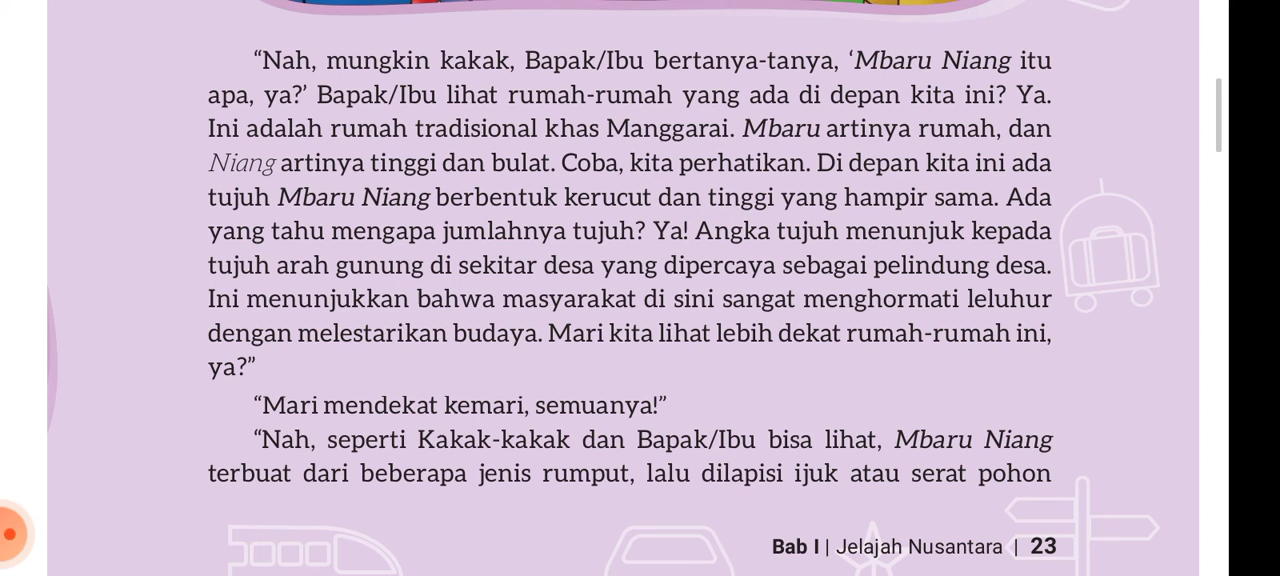 “Nah, mungkin kakak, Bapak/Ibu bertanya-tanya, ‘Mbaru Niang itu
apa, ya?’ Bapak/Ibu lihat rumah-rumah yang ada di depan kita ini? Ya.
Ini adalah rumah tradisional khas Manggarai. Mbaru artinya rumah, dan
Niang artinya tinggi dan bulat. Coba, kita perhatikan. Di depan kita ini ada
tujuh Mbaru Niang berbentuk kerucut dan tinggi yang hampir sama. Ada
yang tahu mengapa jumlahnya tujuh? Ya! Angka tujuh menunjuk kepada
tujuh arah gunung di sekitar desa yang dipercaya sebagai pelindung desa.
Ini menunjukkan bahwa masyarakat di sini sangat menghormati leluhur
dengan melestarikan budaya. Mari kita lihat lebih dekat rumah-rumah ini,
ya?”
“Mari mendekat kemari, semuanya!”
“Nah, seperti Kakak-kakak dan Bapak/Ibu bisa lihat, Mbaru Niang
terbuat dari beberapa jenis rumput, lalu dilapisi ijuk atau serat pohon
Bab I | Jelajah Nusantara | 23